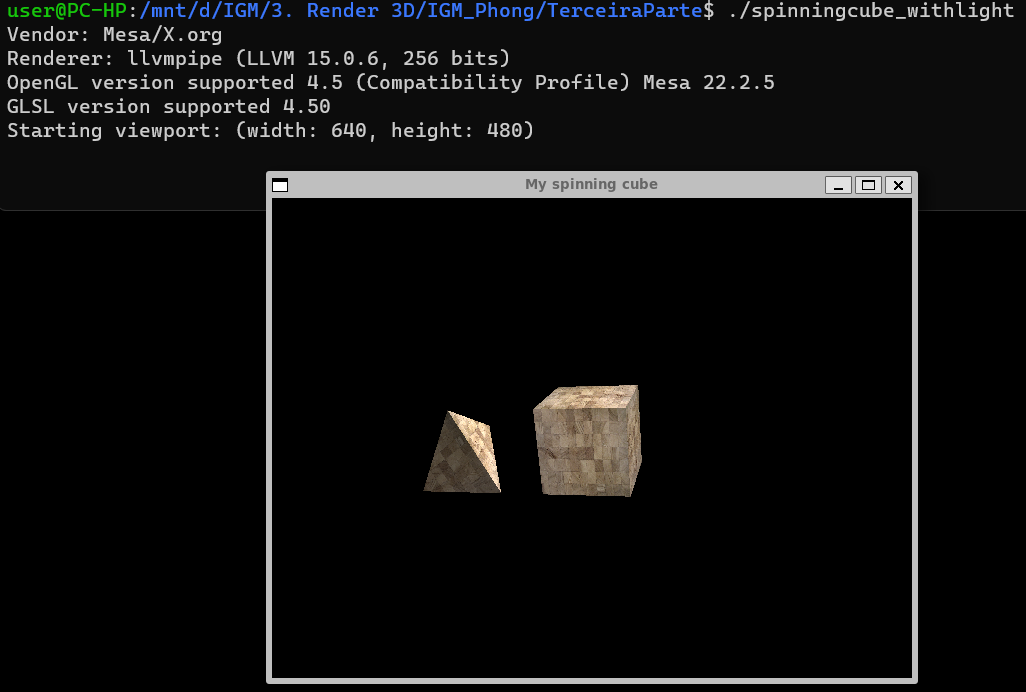 user@PC-HP:/mnt/d/IGM/3. Render 3D/IGM_Phong/TerceiraParte$ ./spinningcube_withlight
Vendor: Mesa/X.org
Renderer: llvmpipe (LLVM 15.0.6, 256 bits)
OpenGL version supported 4.5 (Compatibility Profile) Mesa 22.2.5
GLSL version supported 4.50
Starting viewport: (width: 640, height: 480)
My spinning cube